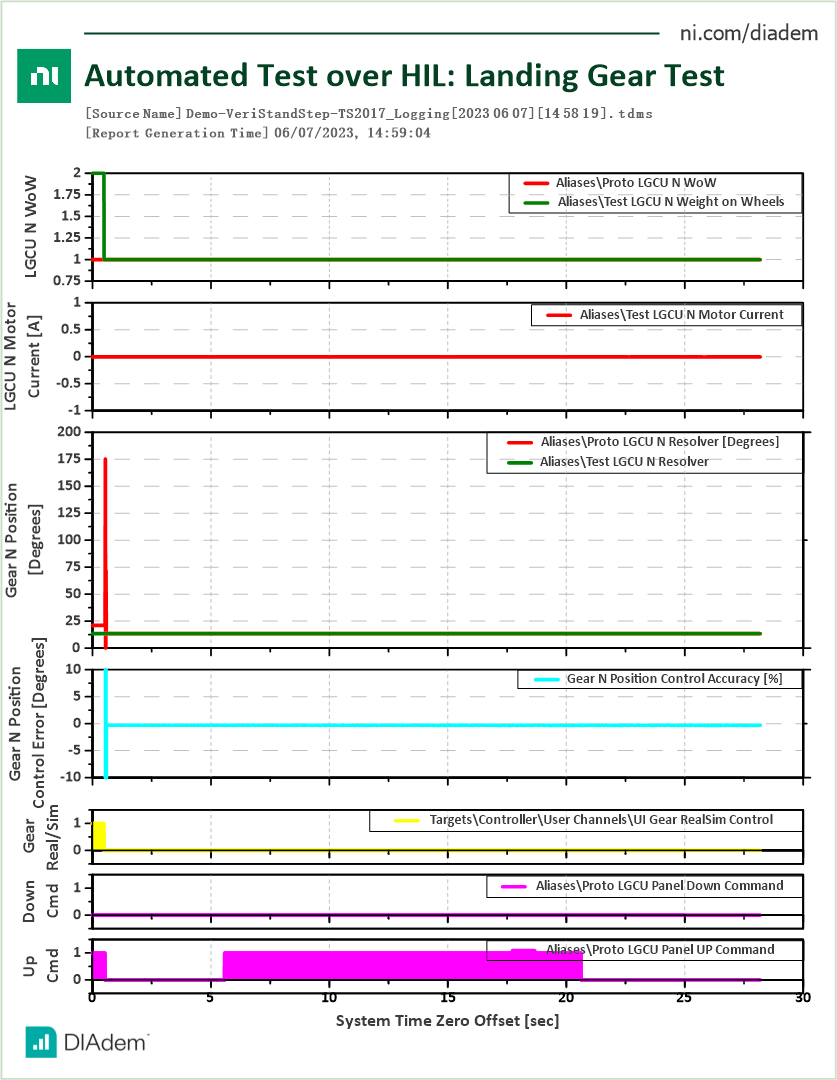 ni.com/diadem
ni
Automated Test over HIL: Landing Gear Test
[Source Name] Demo-VeriStandStep-TS2017_Logging[2023 06 07][14 58 19].tdms
[Report Generation Time] 06/07/2023, 14:59:04
LGCU N WoW
2
1.75
1.5
1.25
1
0.75
Aliases\Proto LGCU N WoW
Aliases\Test LGCU N Weight on Wheels
LGCU N Motor
Current [A]
1
0.5
0
-0.5
-1
Aliases\Test LGCU N Motor Current
Gear N Position
[Degrees]
200
175
150
125
100
75
50
25
0
Aliases\Proto LGCU N Resolver [Degrees]
Aliases\Test LGCU N Resolver
Gear N Position
Control Error [Degrees]
10
5
0
-5
-10
Gear N Position Control Accuracy [%]
Gear
Real/Sim
1
0
Targets\Controller\User Channels\UI Gear RealSim Control
Down
Cmd
1
0
Aliases\Proto LGCU Panel Down Command
Up
Cmd
1
0
Aliases\Proto LGCU Panel UP Command
0 5 10 15 20 25 30
System Time Zero Offset [sec]
DIAdem